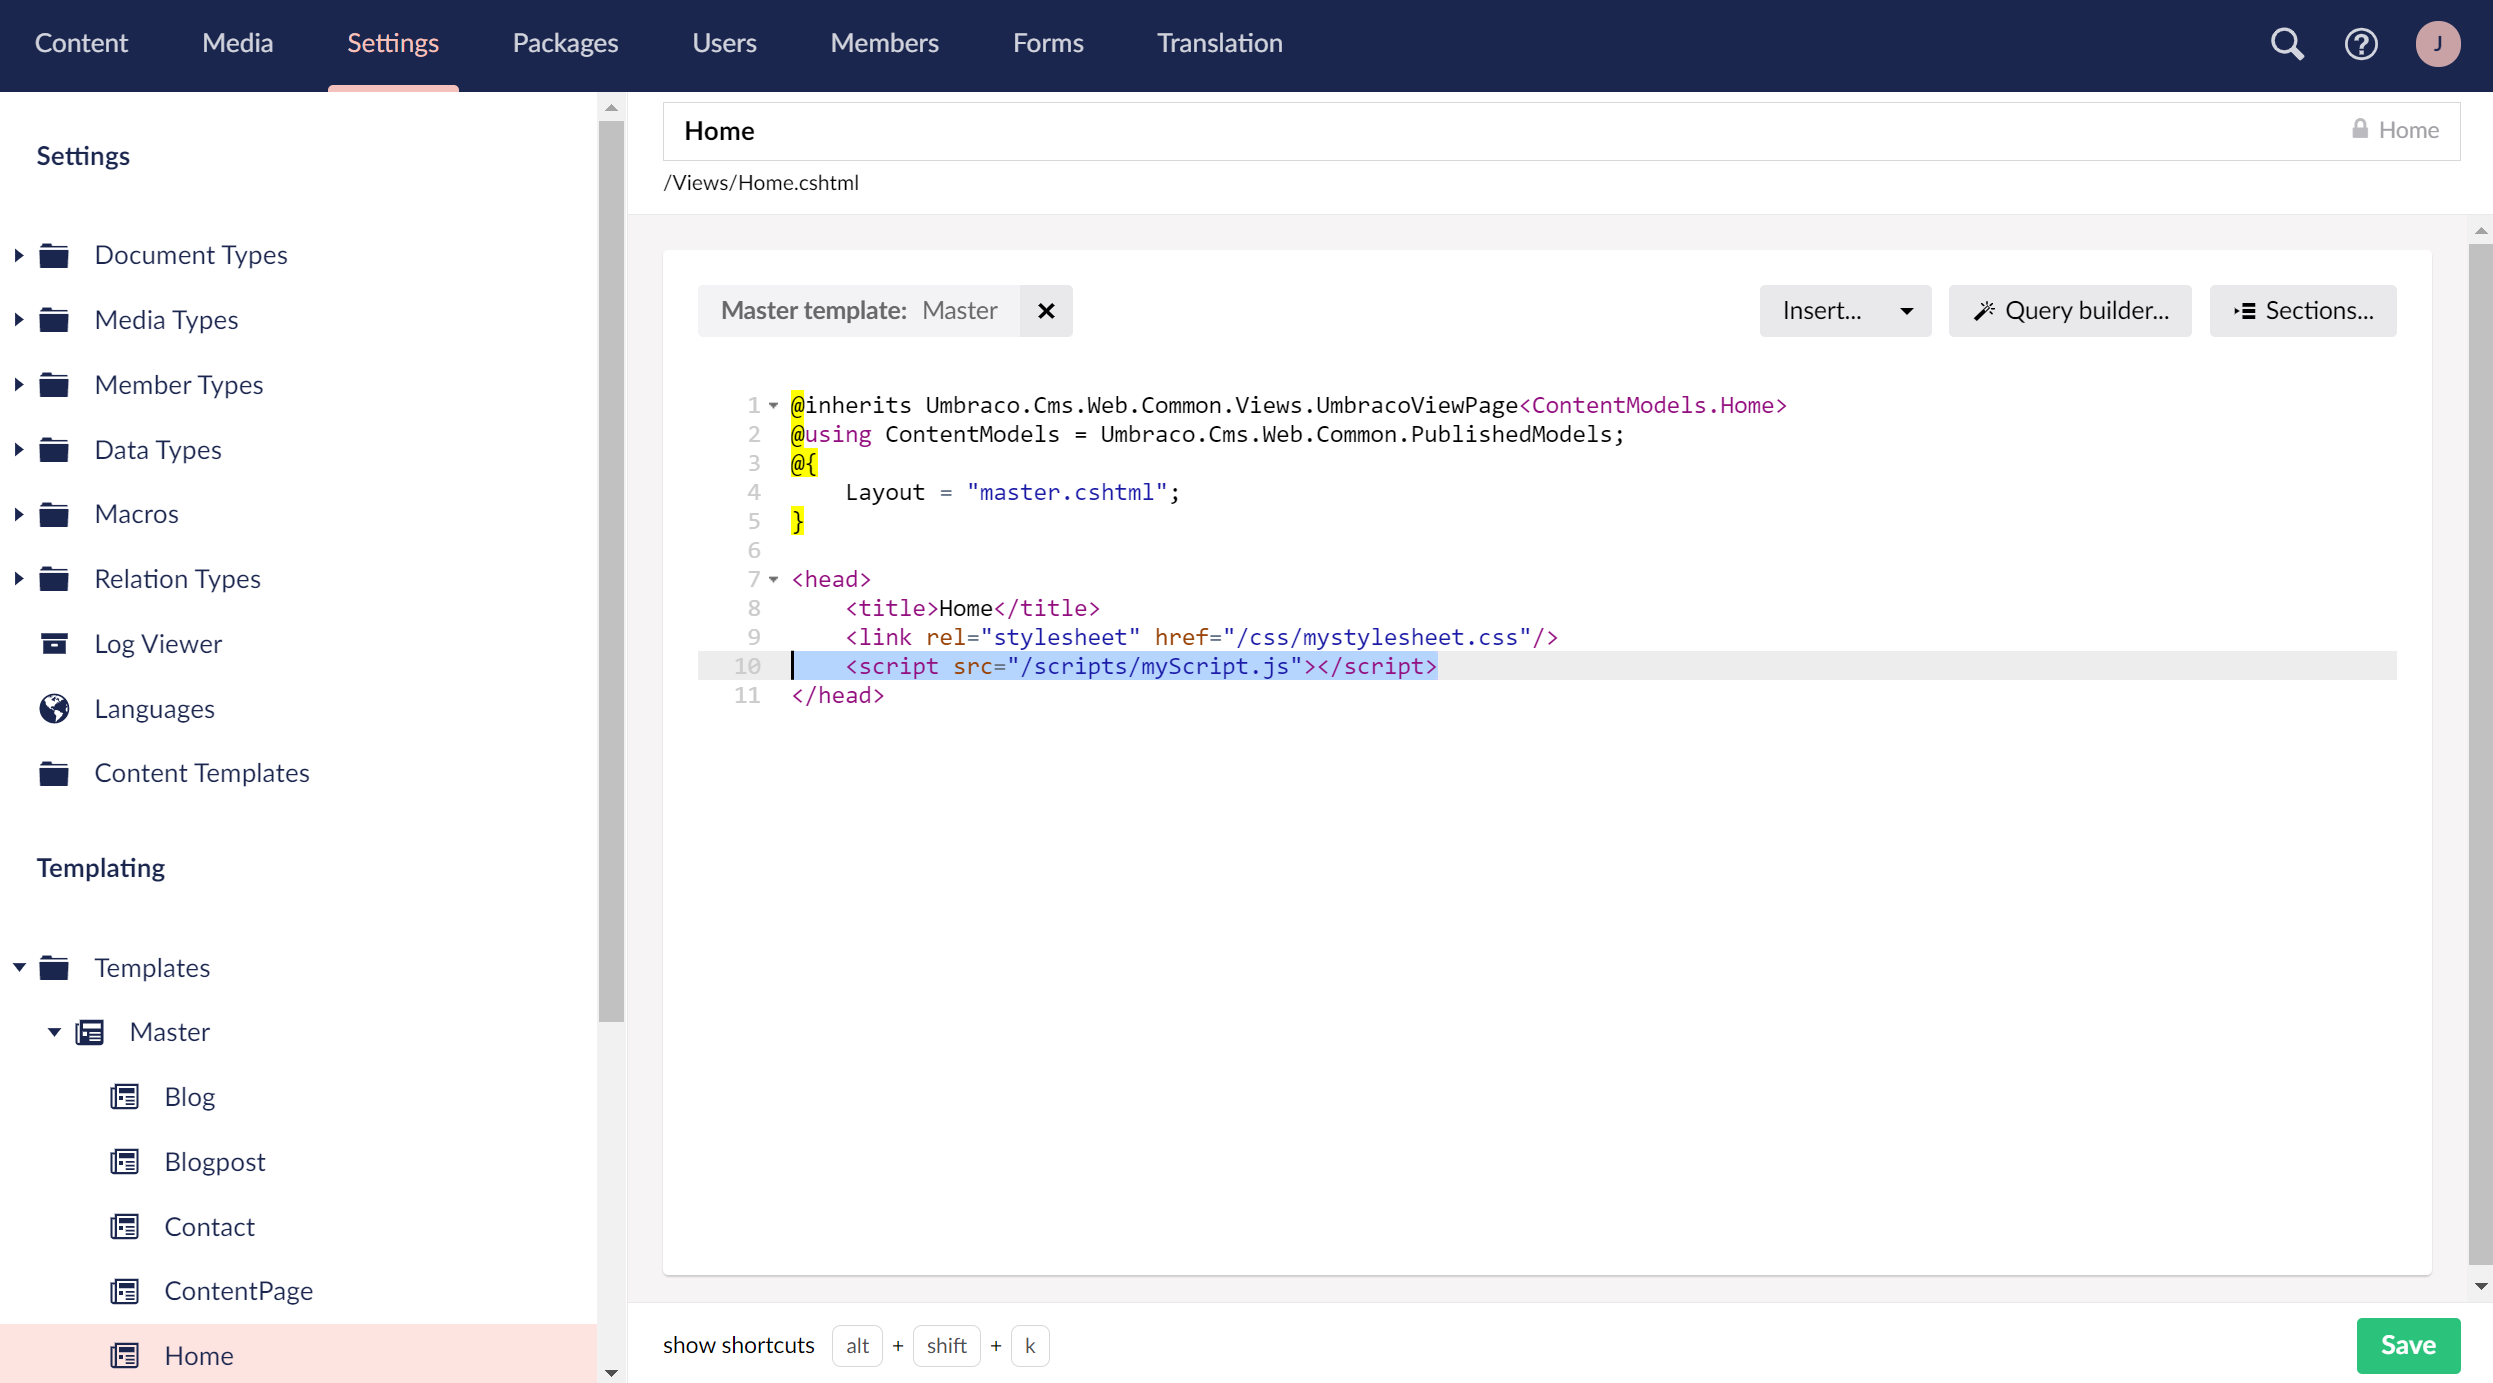 Content Media Settings Packages Users Members Forms Translation J
Settings
Document Types
Media Types
Member Types
Data Types
Macros
Relation Types
Log Viewer
Languages
Content Templates
Templating
Templates
Master
Blog
Blogpost
Contact
ContentPage
Home
Home Home
/Views/Home.cshtml
Master template: Master Insert... Query builder... Sections...
1 @inherits Umbraco.Cms.Web.Common.Views.UmbracoViewPage<ContentModels.Home>
2 @using ContentModels = Umbraco.Cms.Web.Common.PublishedModels;
3 @{
4     Layout = "master.cshtml";
5 }
6
7 <head>
8     <title>Home</title>
9     <link rel="stylesheet" href="/css/mystylesheet.css"/>
10     <script src="/scripts/myScript.js"></script>
11 </head>
show shortcuts alt + shift + k Save